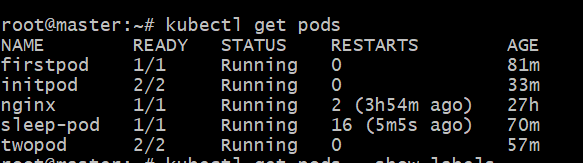 root@master:~# kubectl get pods
NAME READY STATUS RESTARTS AGE
firstpod 1/1 Running 0 81m
initpod 2/2 Running 0 33m
nginx 1/1 Running 2 (3h54m ago) 27h
sleep-pod 1/1 Running 16 (5m5s ago) 70m
twopod 2/2 Running 0 57m
root@master:~# kubectl get pods --show-labels